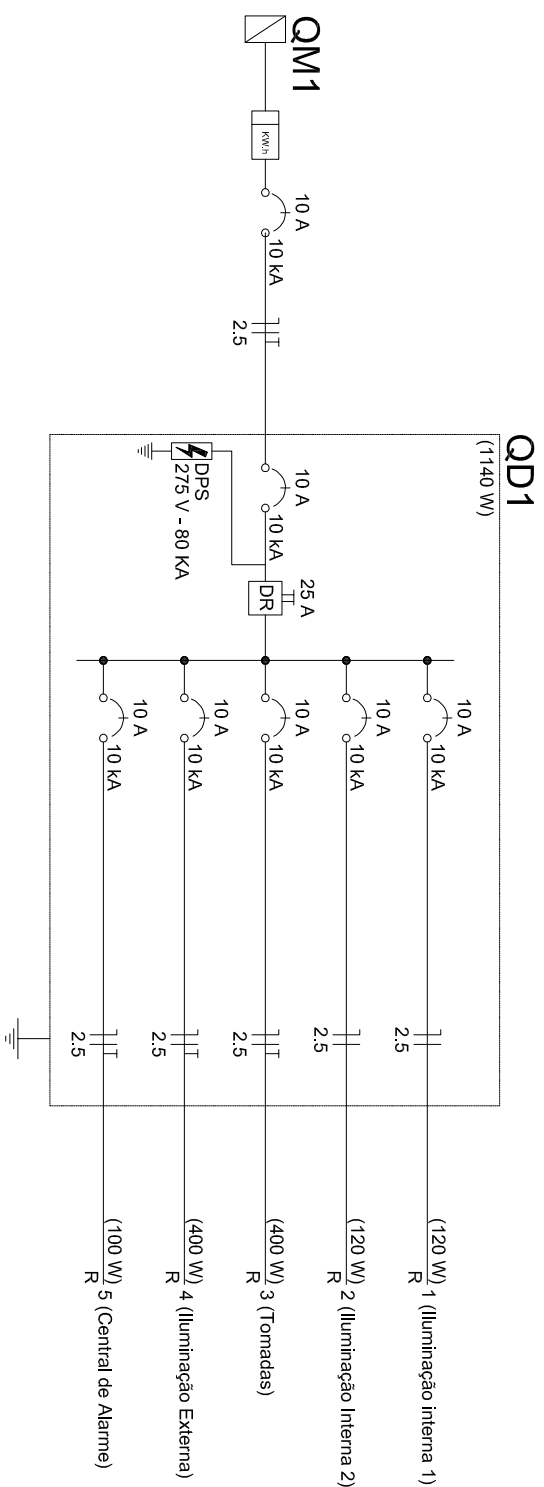 QM1
KW.h
10 A
10 kA
2.5
QD1
(1140 W)
10 A
10 kA
DPS
275 V - 80 KA
25 A
DR
10 A
10 kA
2.5
(120 W)
R
1 (Iluminação interna 1)
10 A
10 kA
2.5
(120 W)
R
2 (Iluminação Interna 2)
10 A
10 kA
2.5
(400 W)
R
3 (Tomadas)
10 A
10 kA
2.5
(400 W)
R
4 (Iluminação Externa)
10 A
10 kA
2.5
(100 W)
R
5 (Central de Alarme)